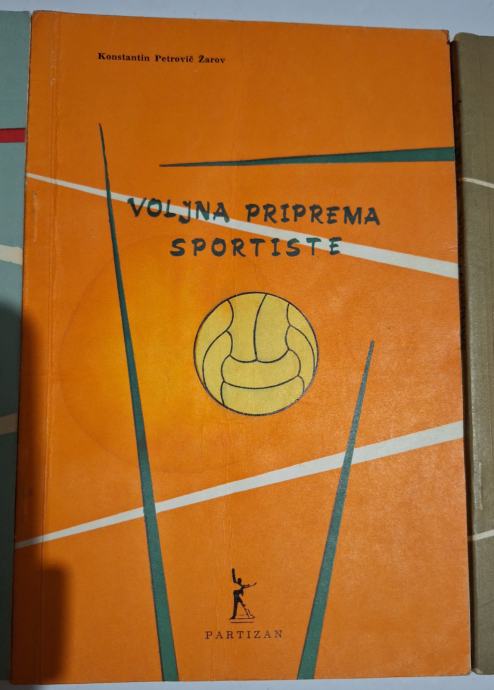 Konstantin Petrovič Žarov
VOLJNA PRIPREMA
SPORTISTE
PARTIZAN